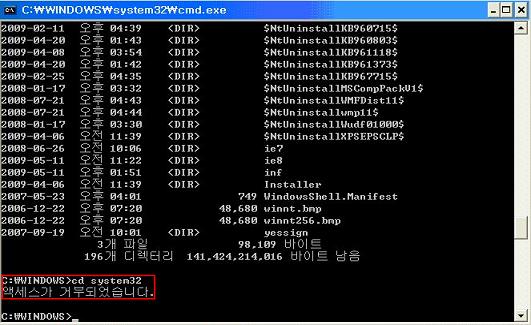 C:₩WINDOWS₩system32₩cmd.exe
2009-02-11 오후 04:39 <DIR> $NtUninstallKB960715$
2009-04-20 오후 01:43 <DIR> $NtUninstallKB960803$
2009-04-08 오후 03:54 <DIR> $NtUninstallKB961118$
2009-04-20 오후 01:44 <DIR> $NtUninstallKB961373$
2009-02-25 오후 04:35 <DIR> $NtUninstallKB967715$
2008-01-17 오후 03:32 <DIR> $NtUninstallMSCompPackV1$
2008-07-21 오후 04:43 <DIR> $NtUninstallWMFDist11$
2008-07-21 오후 04:44 <DIR> $NtUninstallwmp11$
2008-01-17 오후 03:30 <DIR> $NtUninstallWudf01000$
2009-04-06 오전 11:39 <DIR> $NtUninstallXPSEPSCLP$
2008-06-26 오전 10:06 <DIR> ie7
2009-05-11 오전 11:22 <DIR> ie8
2009-05-11 오후 01:51 <DIR> inf
2009-04-06 오전 11:39 <DIR> Installer
2007-05-23 오후 04:01 749 WindowsShell.Manifest
2006-12-22 오후 07:20 48,680 winnt.bmp
2006-12-22 오후 07:20 48,680 winnt256.bmp
2007-09-19 오전 10:01 <DIR> yessign
3개 파일 98,109 바이트
196개 디렉터리 141,424,214,016 바이트 남음
C:₩WINDOWS>cd system32
액세스가 거부되었습니다.
C:₩WINDOWS>_